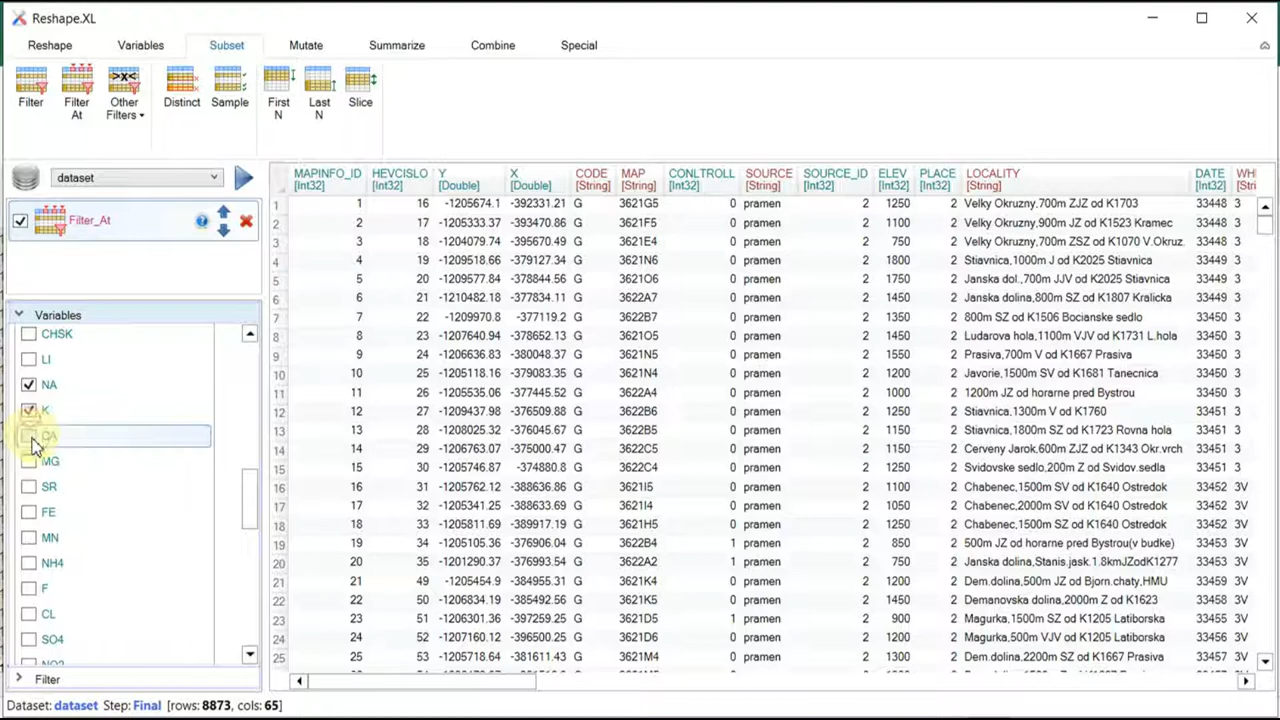 Reshape.XL
Reshape Variables Subset Mutate Summarize Combine Special
>x<
Filter Filter At Other Filters Distinct Sample First N Last N Slice
dataset
Filter_At
Variables
CHSK
LI
NA
K
CA
MG
SR
FE
MN
NH4
F
CL
SO4
NO2
Filter
MAPINFO_ID HEVCISLO Y X CODE MAP CONLTROLL SOURCE SOURCE_ID ELEV PLACE LOCALITY DATE WHI
[Int32] [Int32] [Double] [Double] [String] [String] [Int32] [String] [Int32] [Int32] [Int32] [String] [Int32] [Stri
1 1 16 -1205674.1 -392331.21 G 3621G5 0 pramen 2 1250 2 Velky Okruzny,700m ZJZ od K1703 33448 3
2 2 17 -1205333.37 -393470.86 G 3621F5 0 pramen 2 1100 2 Velky Okruzny,900m JZ od K1523 Kramec 33448 3
3 3 18 -1204079.74 -395670.49 G 3621E4 0 pramen 2 750 2 Velky Okruzny,700m ZSZ od K1070 V.Okruz. 33448 3
4 4 19 -1209518.66 -379127.34 G 3621N6 0 pramen 2 1800 2 Stiavnica,1000m J od K2025 Stiavnica 33449 3
5 5 20 -1209577.84 -378844.56 G 3621O6 0 pramen 2 1750 2 Janska dol.,700m JJV od K2025 Stiavnica 33449 3
6 6 21 -1210482.18 -377834.11 G 3622A7 0 pramen 2 1450 2 Janska dolina,800m SZ od K1807 Kralicka 33449 3
7 7 22 -1209970.8 -377119.2 G 3622B7 0 pramen 2 1350 2 800m SZ od K1506 Bocianske sedlo 33449 3
8 8 23 -1207640.94 -378652.13 G 3621O5 0 pramen 2 1450 2 Ludarova hola,1100m VJV od K1731 L.hola 33450 3
9 9 24 -1206636.83 -380048.37 G 3621N5 0 pramen 2 1550 2 Prasiva,700m V od K1667 Prasiva 33450 3
10 10 25 -1205118.16 -379083.35 G 3621N4 0 pramen 2 1400 2 Javorie,1500m SV od K1681 Tanecnica 33450 3
11 11 26 -1205535.06 -377445.52 G 3622A4 0 pramen 2 1000 2 1200m JZ od horarne pred Bystrou 33450 3
12 12 27 -1209437.98 -376509.88 G 3622B6 0 pramen 2 1250 2 Stiavnica,1300m V od K1760 33451 3
13 13 28 -1208025.32 -376045.67 G 3622B5 0 pramen 2 1250 2 Stiavnica,1800m SZ od K1723 Rovna hola 33451 3
14 14 29 -1206763.07 -375000.47 G 3622C5 0 pramen 2 1150 2 Cerveny Jarok,600m ZJZ od K1343 Okr.vrch 33451 3
15 15 30 -1205746.87 -374880.8 G 3622C4 0 pramen 2 1250 2 Svidovske sedlo,200m Z od Svidov.sedla 33451 3
16 16 31 -1205762.12 -388636.86 G 3621I5 0 pramen 2 1100 2 Chabenec,1500m SV od K1640 Ostredok 33452 3V
17 17 32 -1205341.25 -388633.69 G 3621I4 0 pramen 2 1050 2 Chabenec,2000m SV od K1640 Ostredok 33452 3V
18 18 33 -1205811.69 -389917.19 G 3621H5 0 pramen 2 1250 2 Chabenec,1500m SZ od K1640 Ostredok 33452 3V
19 19 34 -1205105.36 -376906.04 G 3622B4 1 pramen 2 850 2 500m JZ od horarne pred Bystrou(v budke) 33453 3V
20 20 35 -1201290.37 -376993.54 G 3622A2 1 pramen 2 750 2 Janska dolina,Stanis.jask.1.8kmJZodK1277 33453 3V
21 21 49 -1205454.9 -384955.31 G 3621K4 0 pramen 2 1200 2 Dem.dolina,500m JZ od Bjorn.chaty,HMU 33459 3V
22 22 50 -1206834.19 -385492.56 G 3621K5 0 pramen 2 1450 2 Demanovska dolina,2000m Z od K1623 33458 3V
23 23 51 -1206301.36 -397259.25 G 3621D5 1 pramen 2 900 2 Magurka,1500m SV od K1205 Latiborska 33455 3V
24 24 52 -1207160.12 -396500.25 G 3621D6 0 pramen 2 1200 2 Magurka,500m VJV od K1205 Latiborska 33456 3V
25 25 53 -1205718.64 -381611.43 G 3621M4 0 pramen 2 1300 2 Dem.dolina,2200m SZ od K1667 Prasiva 33457 3V
Dataset: dataset Step: Final [rows: 8873, cols: 65]